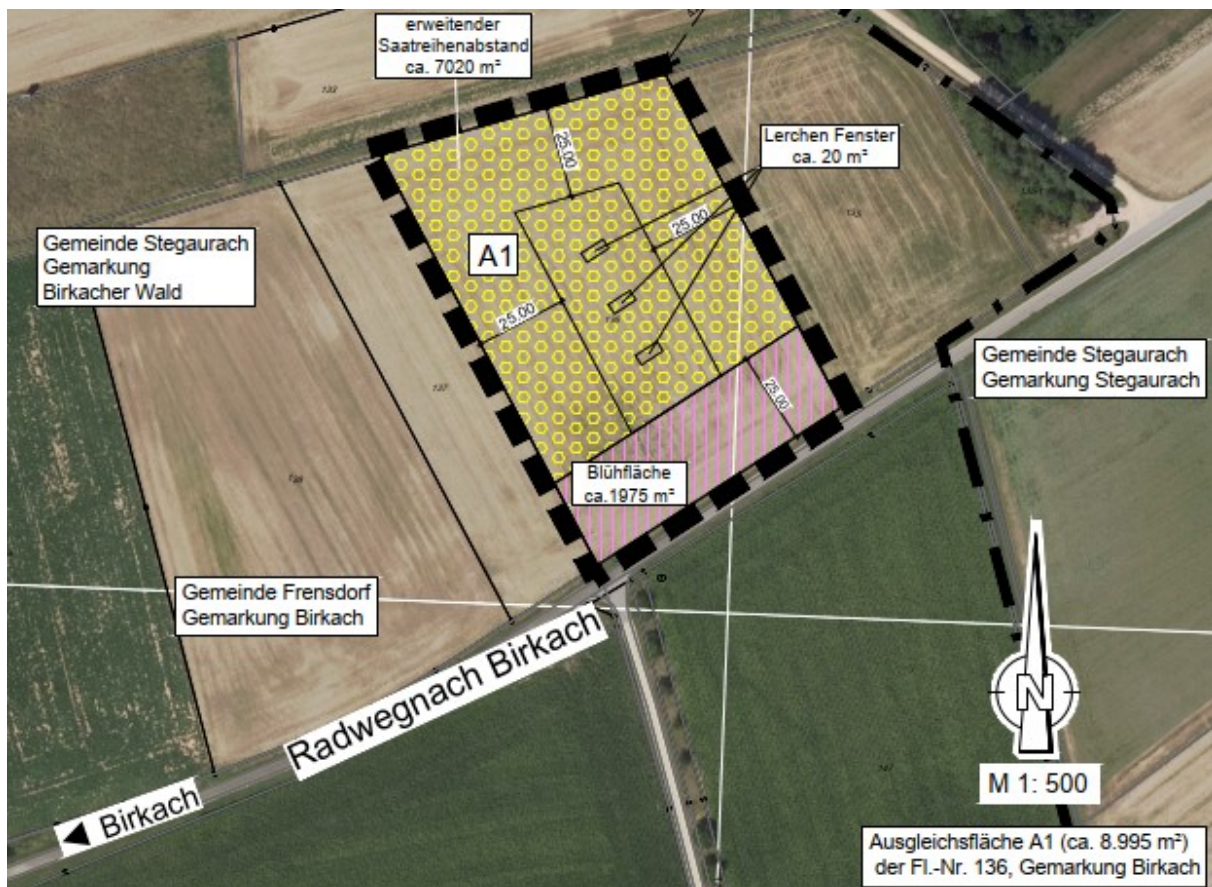 erweitender
Saatreihenabstand
ca. 7020 m²
Lerchen Fenster
ca. 20 m²
25.00
25.00
25.00
25.00
A1
Gemeinde Stegaurach
Gemarkung
Birkacher Wald
Gemeinde Stegaurach
Gemarkung Stegaurach
Blühfläche
ca.1975 m²
Gemeinde Frensdorf
Gemarkung Birkach
Radwegnach Birkach
Birkach
N
M 1: 500
Ausgleichsfläche A1 (ca. 8.995 m²)
der Fl.-Nr. 136, Gemarkung Birkach